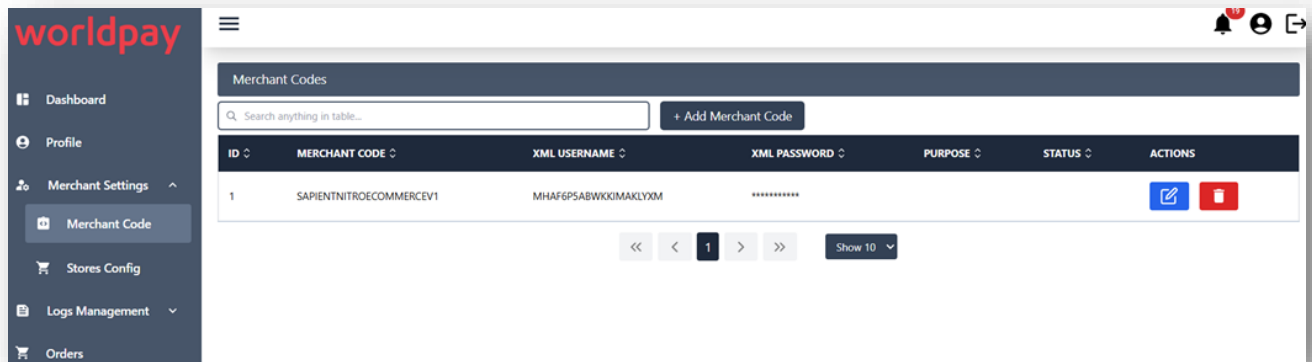 worldpay
19
Dashboard
Profile
Merchant Settings
Merchant Code
Stores Config
Logs Management
Orders
Merchant Codes
Search anything in table...
+ Add Merchant Code
ID MERCHANT CODE XML USERNAME XML PASSWORD PURPOSE STATUS ACTIONS
1 SAPIENTNITROECOMMERCEV1 MHAF6P5ABWKKIMAKLYXM ***********
<< < 1 > >> Show 10